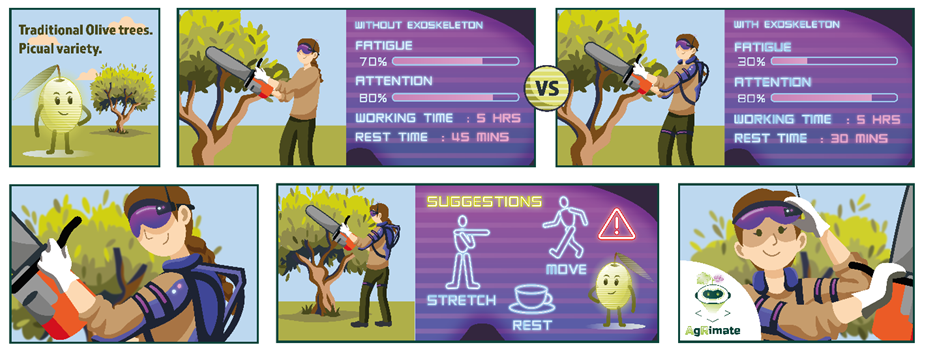 Traditional Olive trees.
Picual variety.
WITHOUT EXOSKELETON
FATIGUE
70%
ATTENTION
80%
WORKING TIME : 5 HRS
REST TIME : 45 MINS
VS
WITH EXOSKELETON
FATIGUE
30%
ATTENTION
80%
WORKING TIME : 5 HRS
REST TIME : 30 MINS
SUGGESTIONS
STRETCH
MOVE
REST
AgRimate